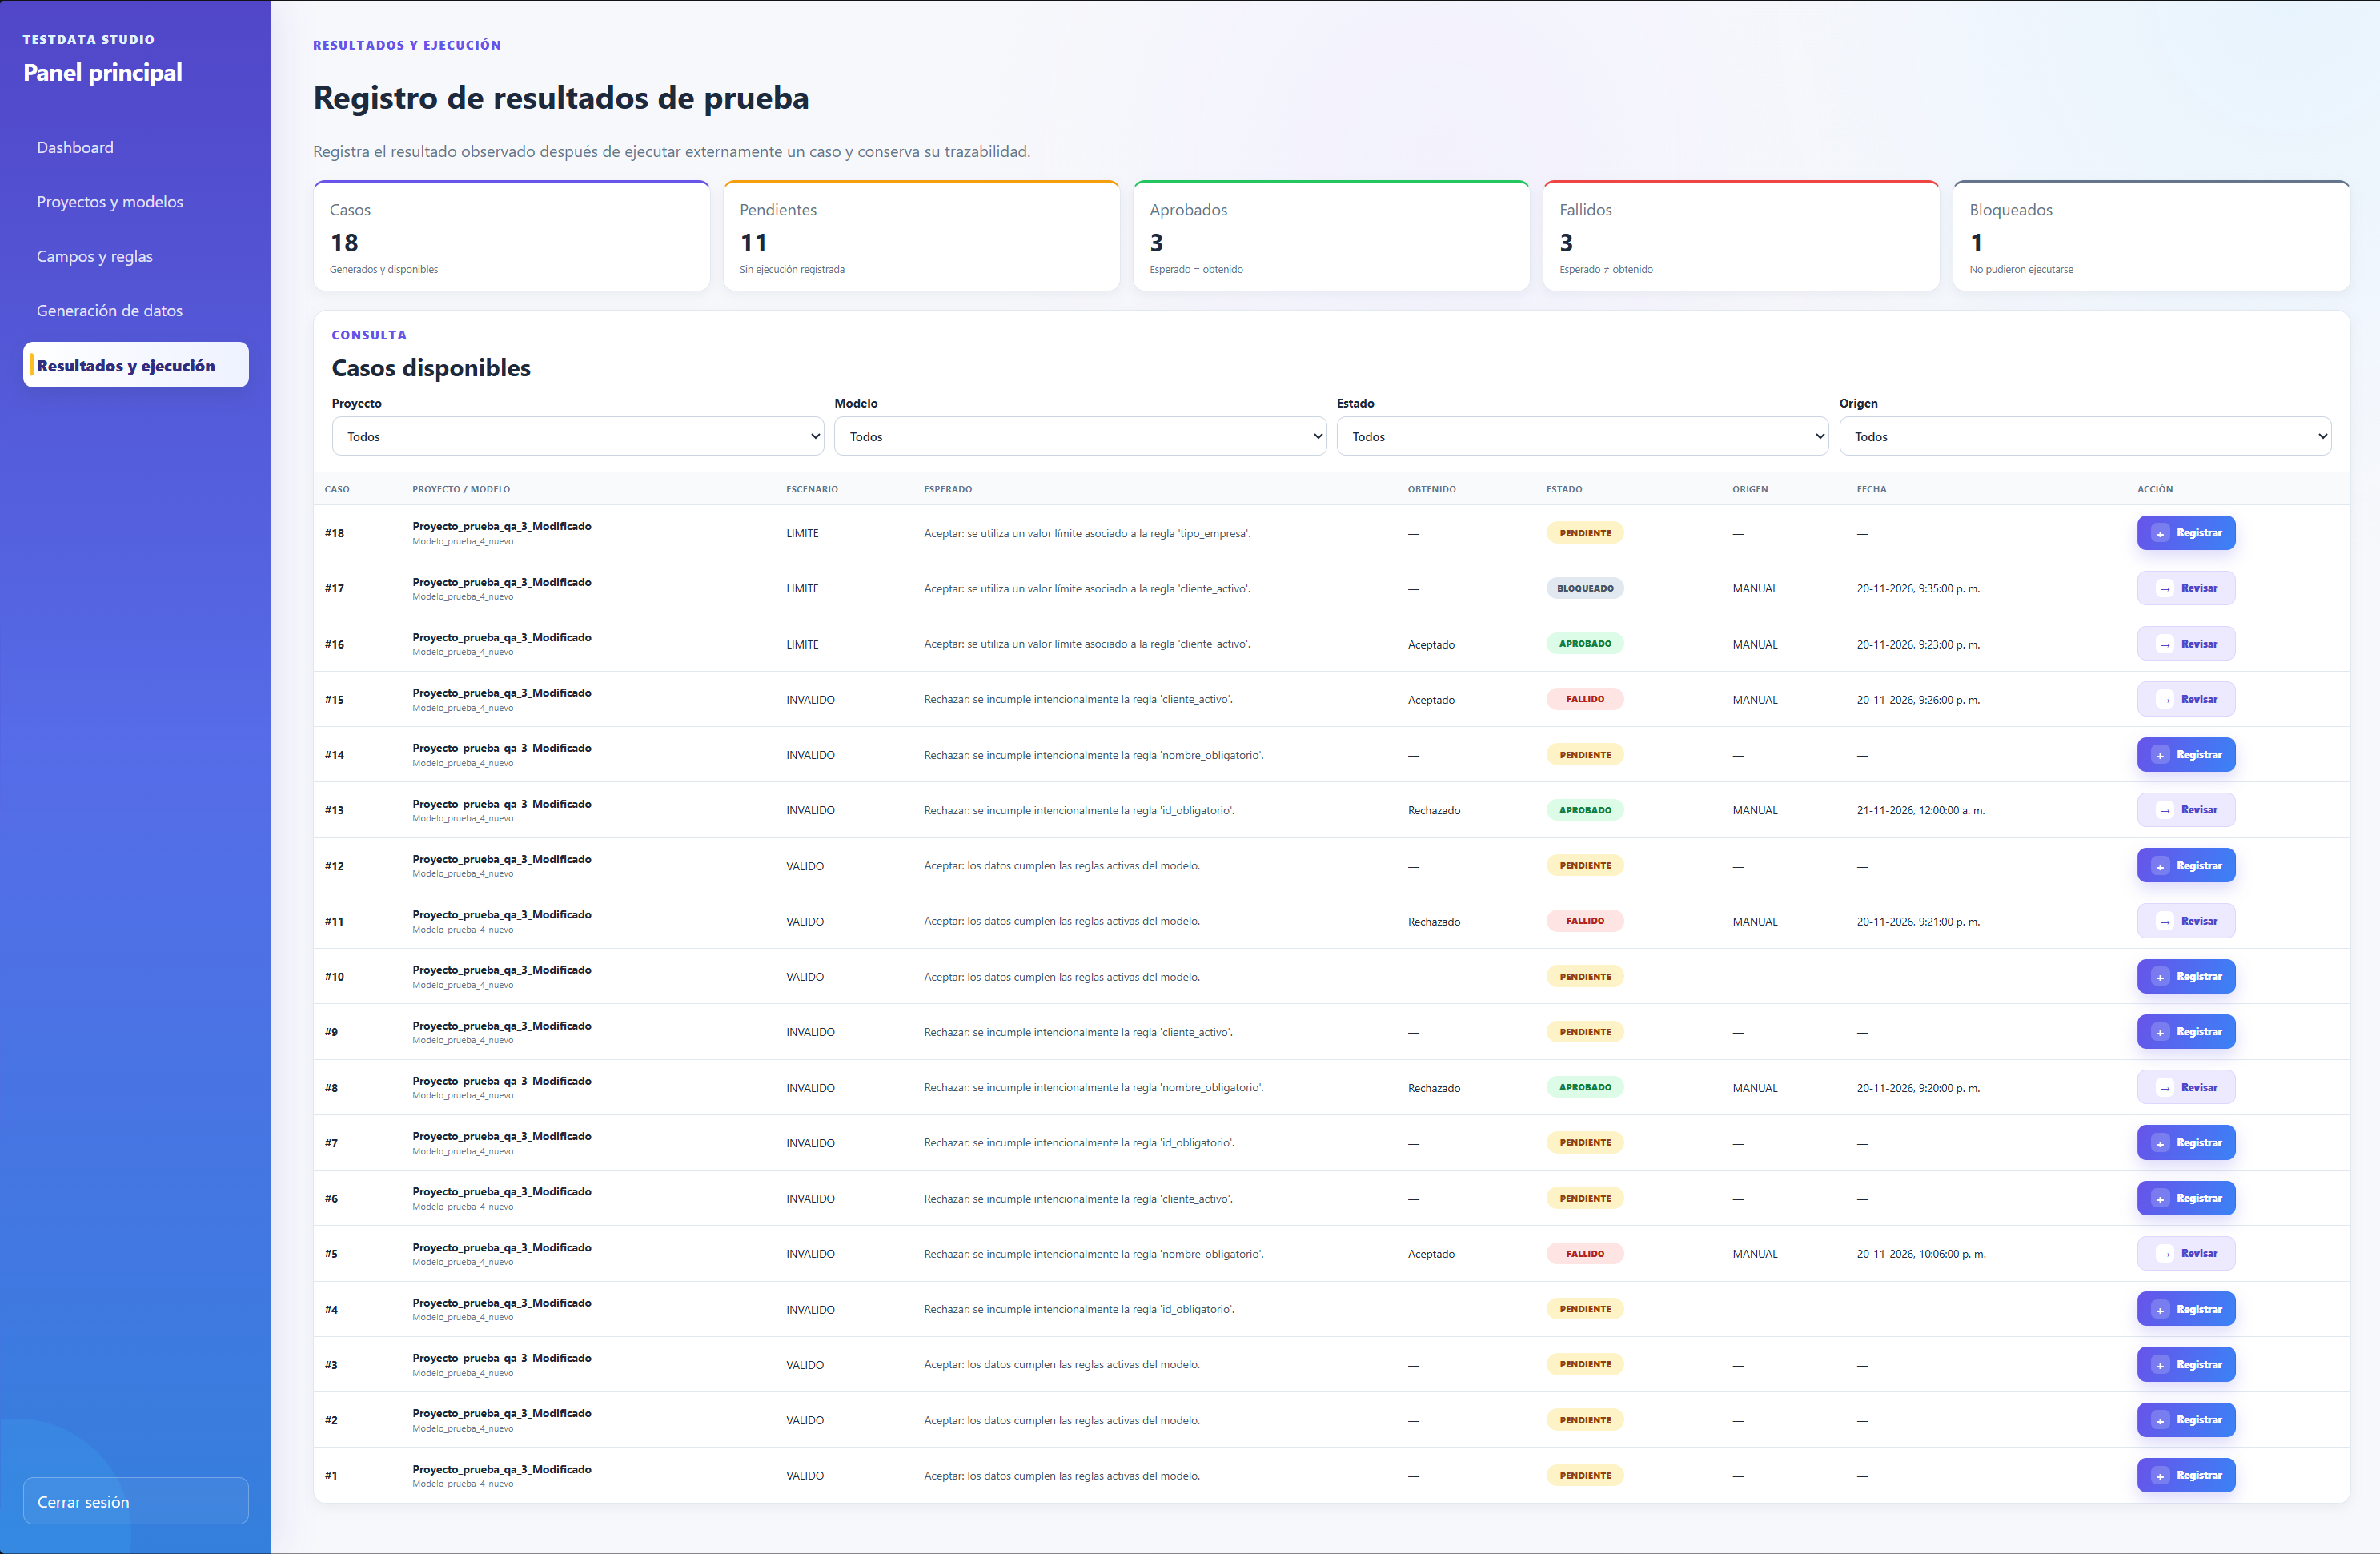 TESTDATA STUDIO
Panel principal
Dashboard
Proyectos y modelos
Campos y reglas
Generación de datos
Resultados y ejecución
Cerrar sesión
RESULTADOS Y EJECUCIÓN
Registro de resultados de prueba
Registra el resultado observado después de ejecutar externamente un caso y conserva su trazabilidad.
Casos
18
Generados y disponibles
Pendientes
11
Sin ejecución registrada
Aprobados
3
Esperado = obtenido
Fallidos
3
Esperado ≠ obtenido
Bloqueados
1
No pudieron ejecutarse
CONSULTA
Casos disponibles
Proyecto Modelo Estado Origen
Todos Todos Todos Todos
CASO PROYECTO / MODELO ESCENARIO ESPERADO OBTENIDO ESTADO ORIGEN FECHA ACCIÓN
#18 Proyecto_prueba_qa_3_Modificado LIMITE Aceptar: se utiliza un valor límite asociado a la regla 'tipo_empresa'. — PENDIENTE — — + Registrar
Modelo_prueba_4_nuevo
#17 Proyecto_prueba_qa_3_Modificado LIMITE Aceptar: se utiliza un valor límite asociado a la regla 'cliente_activo'. — BLOQUEADO MANUAL 20-11-2026, 9:35:00 p. m. → Revisar
Modelo_prueba_4_nuevo
#16 Proyecto_prueba_qa_3_Modificado LIMITE Aceptar: se utiliza un valor límite asociado a la regla 'cliente_activo'. Aceptado APROBADO MANUAL 20-11-2026, 9:23:00 p. m. → Revisar
Modelo_prueba_4_nuevo
#15 Proyecto_prueba_qa_3_Modificado INVALIDO Rechazar: se incumple intencionalmente la regla 'cliente_activo'. Aceptado FALLIDO MANUAL 20-11-2026, 9:26:00 p. m. → Revisar
Modelo_prueba_4_nuevo
#14 Proyecto_prueba_qa_3_Modificado INVALIDO Rechazar: se incumple intencionalmente la regla 'nombre_obligatorio'. — PENDIENTE — — + Registrar
Modelo_prueba_4_nuevo
#13 Proyecto_prueba_qa_3_Modificado INVALIDO Rechazar: se incumple intencionalmente la regla 'id_obligatorio'. Rechazado APROBADO MANUAL 21-11-2026, 12:00:00 a. m. → Revisar
Modelo_prueba_4_nuevo
#12 Proyecto_prueba_qa_3_Modificado VALIDO Aceptar: los datos cumplen las reglas activas del modelo. — PENDIENTE — — + Registrar
Modelo_prueba_4_nuevo
#11 Proyecto_prueba_qa_3_Modificado VALIDO Aceptar: los datos cumplen las reglas activas del modelo. Rechazado FALLIDO MANUAL 20-11-2026, 9:21:00 p. m. → Revisar
Modelo_prueba_4_nuevo
#10 Proyecto_prueba_qa_3_Modificado VALIDO Aceptar: los datos cumplen las reglas activas del modelo. — PENDIENTE — — + Registrar
Modelo_prueba_4_nuevo
#9 Proyecto_prueba_qa_3_Modificado INVALIDO Rechazar: se incumple intencionalmente la regla 'cliente_activo'. — PENDIENTE — — + Registrar
Modelo_prueba_4_nuevo
#8 Proyecto_prueba_qa_3_Modificado INVALIDO Rechazar: se incumple intencionalmente la regla 'nombre_obligatorio'. Rechazado APROBADO MANUAL 20-11-2026, 9:20:00 p. m. → Revisar
Modelo_prueba_4_nuevo
#7 Proyecto_prueba_qa_3_Modificado INVALIDO Rechazar: se incumple intencionalmente la regla 'id_obligatorio'. — PENDIENTE — — + Registrar
Modelo_prueba_4_nuevo
#6 Proyecto_prueba_qa_3_Modificado INVALIDO Rechazar: se incumple intencionalmente la regla 'cliente_activo'. — PENDIENTE — — + Registrar
Modelo_prueba_4_nuevo
#5 Proyecto_prueba_qa_3_Modificado INVALIDO Rechazar: se incumple intencionalmente la regla 'nombre_obligatorio'. Aceptado FALLIDO MANUAL 20-11-2026, 10:06:00 p. m. → Revisar
Modelo_prueba_4_nuevo
#4 Proyecto_prueba_qa_3_Modificado INVALIDO Rechazar: se incumple intencionalmente la regla 'id_obligatorio'. — PENDIENTE — — + Registrar
Modelo_prueba_4_nuevo
#3 Proyecto_prueba_qa_3_Modificado VALIDO Aceptar: los datos cumplen las reglas activas del modelo. — PENDIENTE — — + Registrar
Modelo_prueba_4_nuevo
#2 Proyecto_prueba_qa_3_Modificado VALIDO Aceptar: los datos cumplen las reglas activas del modelo. — PENDIENTE — — + Registrar
Modelo_prueba_4_nuevo
#1 Proyecto_prueba_qa_3_Modificado VALIDO Aceptar: los datos cumplen las reglas activas del modelo. — PENDIENTE — — + Registrar
Modelo_prueba_4_nuevo